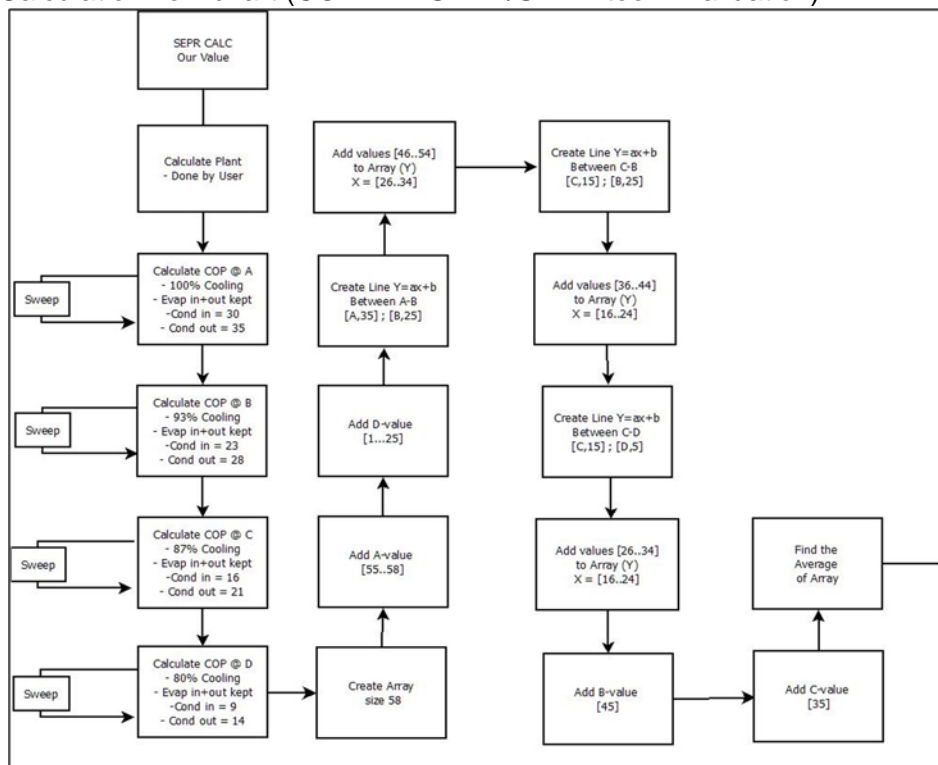 SEPR CALC
Our Value
Calculate Plant
- Done by User
Calculate COP @ A
- 100% Cooling
- Evap in+out kept
-Cond in = 30
- Cond out = 35
Sweep
Calculate COP @ B
- 93% Cooling
- Evap in+out kept
-Cond in = 23
- Cond out = 28
Sweep
Calculate COP @ C
- 87% Cooling
- Evap in+out kept
-Cond in = 16
- Cond out = 21
Sweep
Calculate COP @ D
- 80% Cooling
- Evap in+out kept
-Cond in = 9
- Cond out = 14
Sweep
Create Array
size 58
Add A-value
[55..58]
Add D-value
[1...25]
Create Line Y=ax+b
Between A-B
[A,35] ; [B,25]
Add values [46..54]
to Array (Y)
X = [26..34]
Create Line Y=ax+b
Between C-B
[C,15] ; [B,25]
Add values [36..44]
to Array (Y)
X = [16..24]
Create Line Y=ax+b
Between C-D
[C,15] ; [D,5]
Add values [26..34]
to Array (Y)
X = [16..24]
Add B-value
[45]
Add C-value
[35]
Find the
Average
of Array